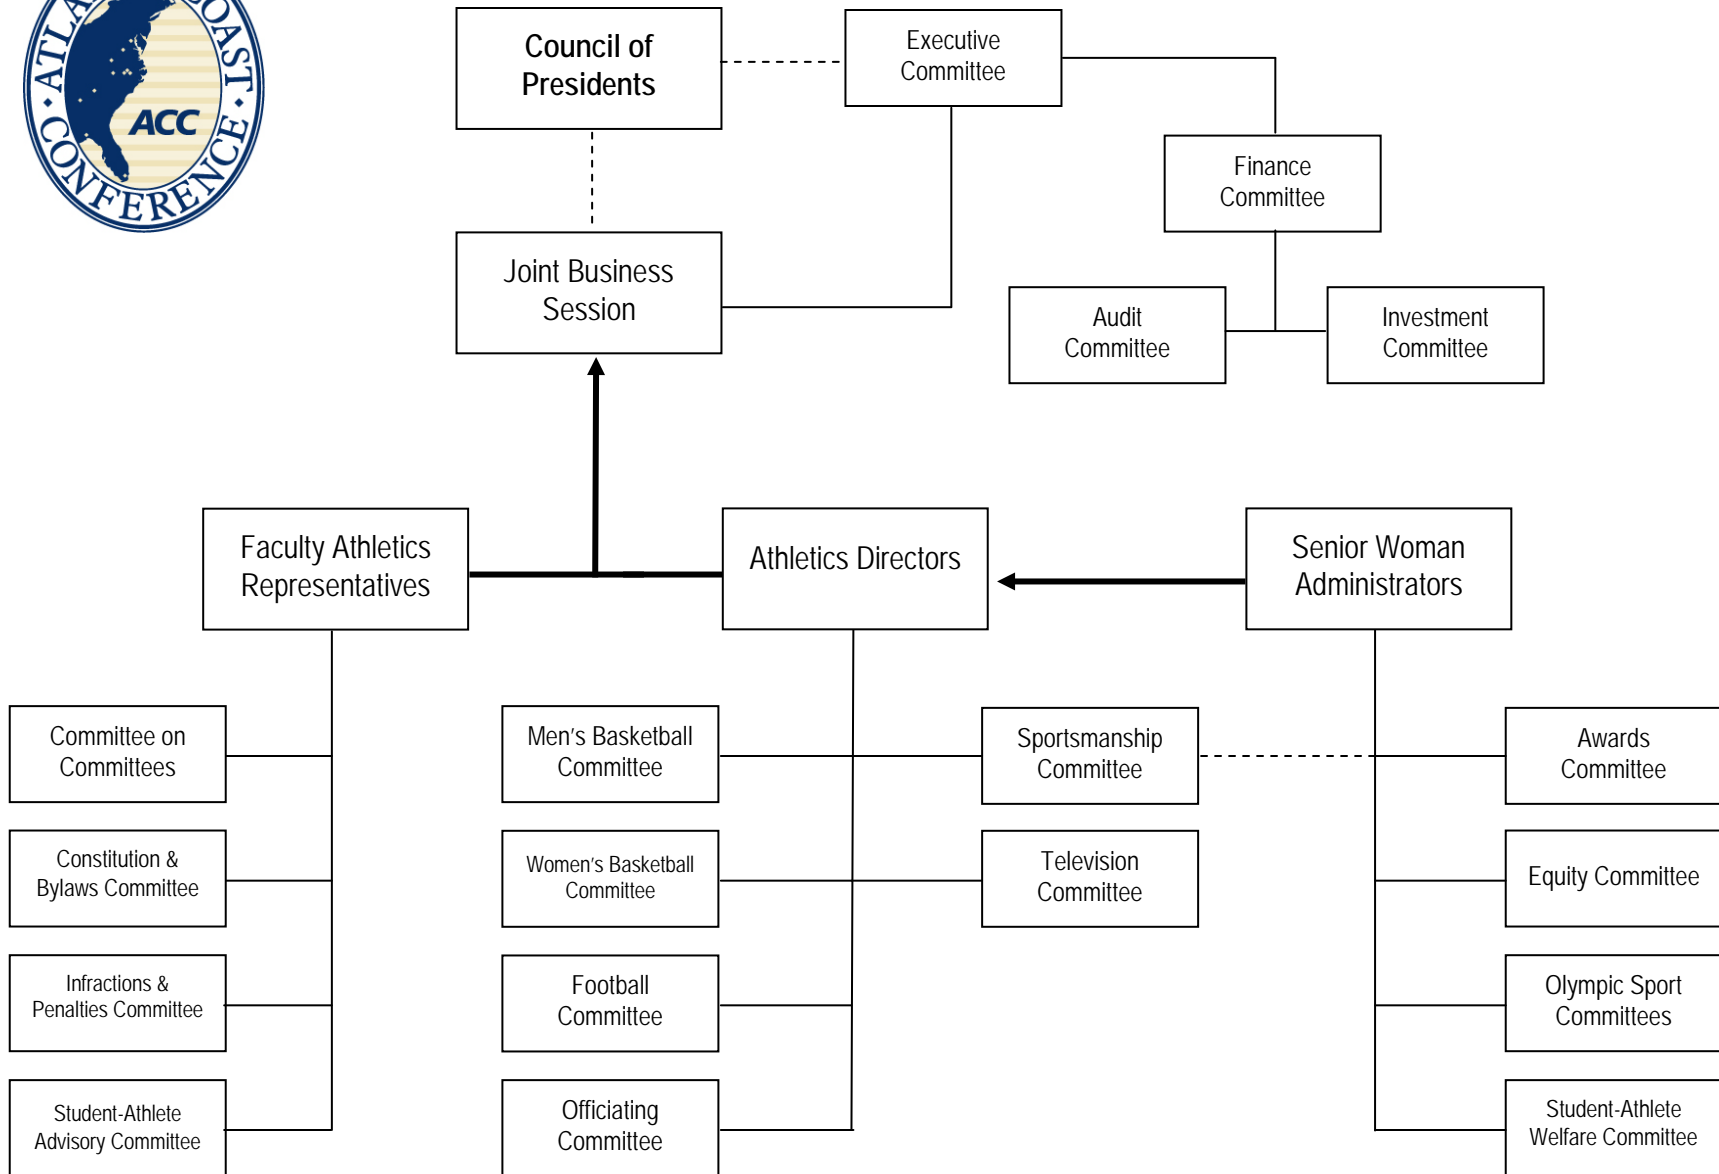 COAST
CONFERENCE
ACC
Council of
Presidents
Executive
Committee
Finance
Committee
Joint Business
Session
Audit
Committee
Investment
Committee
Faculty Athletics
Representatives
Athletics Directors
Senior Woman
Administrators
Committee on
Committees
Men's Basketball
Committee
Sportsmanship
Committee
Awards
Committee
Constitution &
Bylaws Committee
Women's Basketball
Committee
Television
Committee
Equity Committee
Infractions &
Penalties Committee
Football
Committee
Olympic Sport
Committees
Student-Athlete
Advisory Committee
Officiating
Committee
Student-Athlete
Welfare Committee